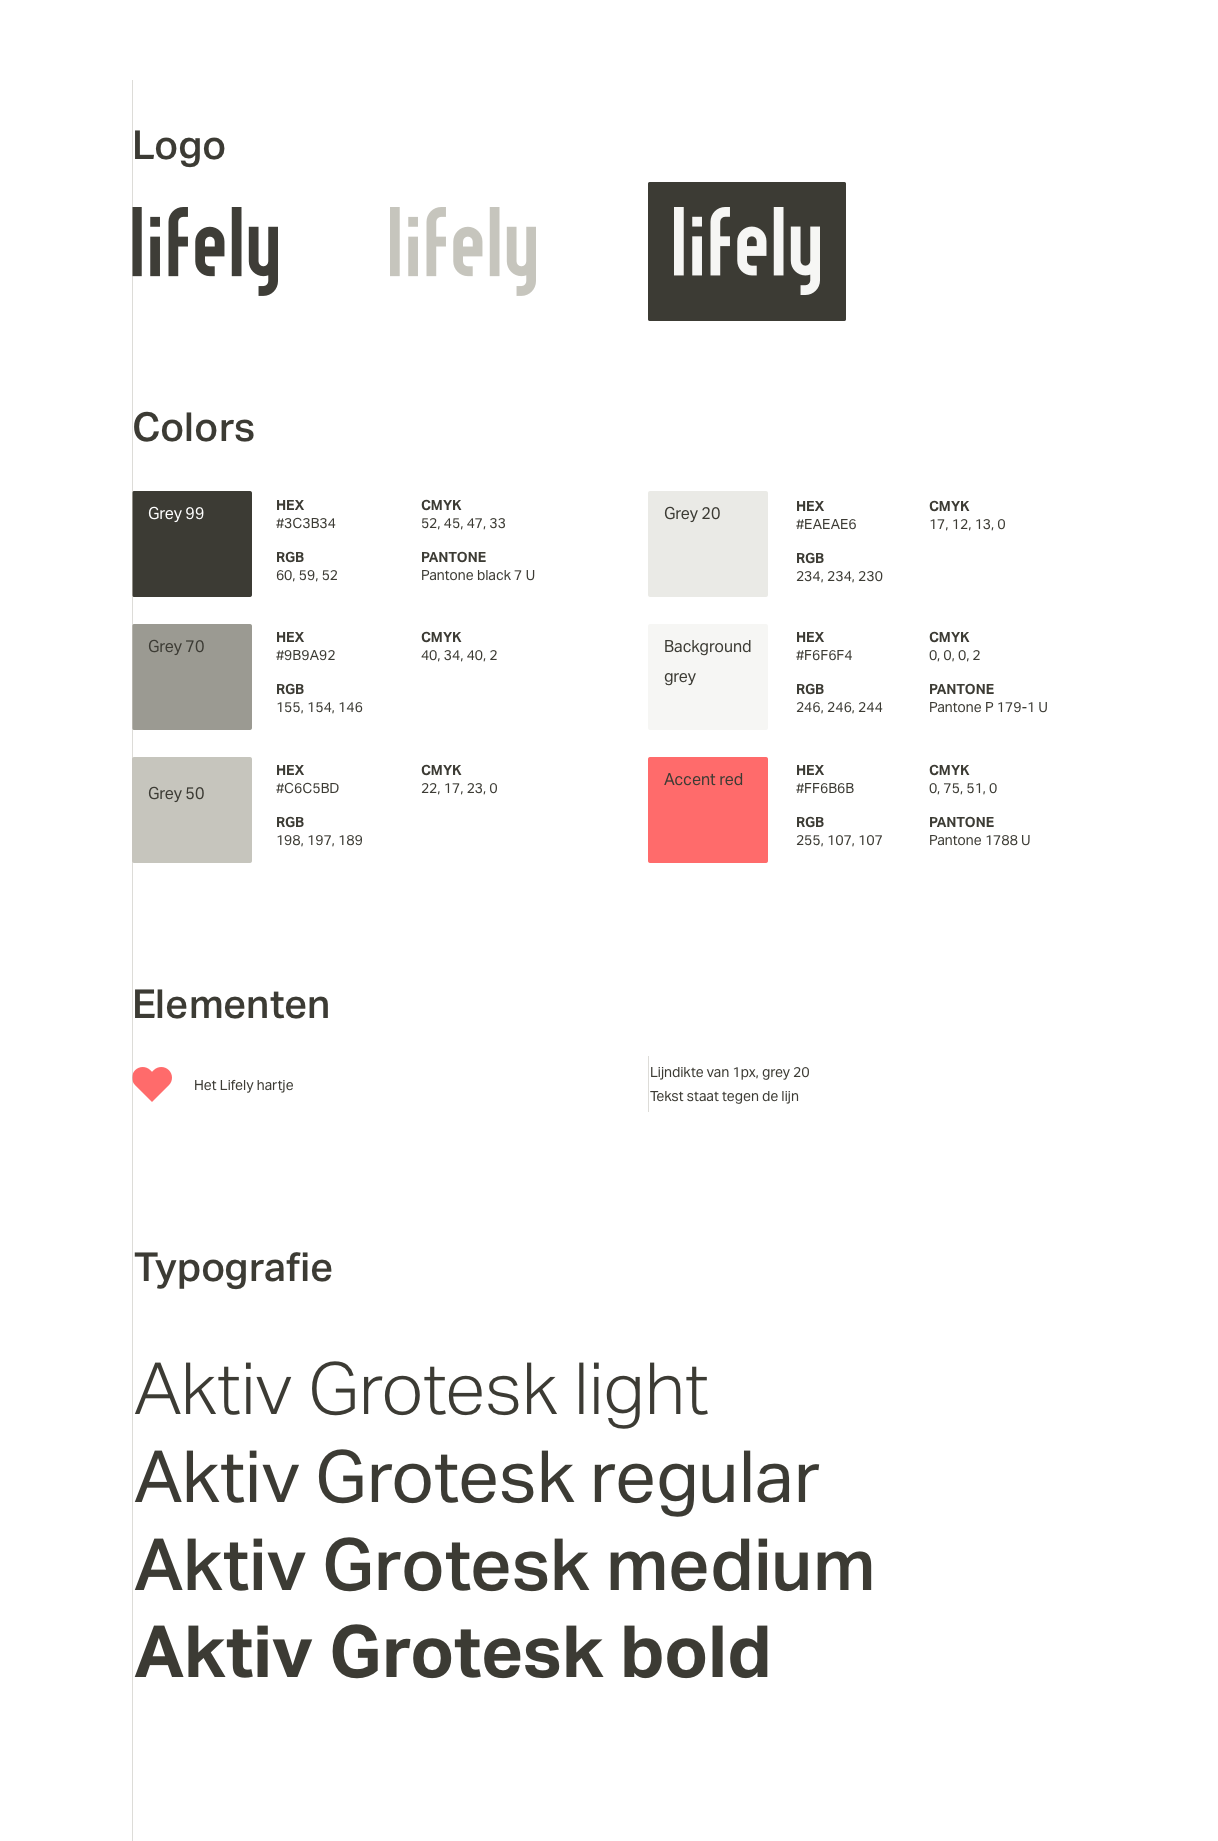 Logo
lifely
lifely
lifely
Colors
Grey 99
HEX
#3C3B34
RGB
60, 59, 52
CMYK
52, 45, 47, 33
PANTONE
Pantone black 7 U
Grey 20
HEX
#EAEAE6
RGB
234, 234, 230
CMYK
17, 12, 13, 0
Grey 70
HEX
#9B9A92
RGB
155, 154, 146
CMYK
40, 34, 40, 2
Background
grey
HEX
#F6F6F4
RGB
246, 246, 244
CMYK
0, 0, 0, 2
PANTONE
Pantone P 179-1 U
Grey 50
HEX
#C6C5BD
RGB
198, 197, 189
CMYK
22, 17, 23, 0
Accent red
HEX
#FF6B6B
RGB
255, 107, 107
CMYK
0, 75, 51, 0
PANTONE
Pantone 1788 U
Elementen
Het Lifely hartje
Lijndikte van 1px, grey 20
Tekst staat tegen de lijn
Typografie
Aktiv Grotesk light
Aktiv Grotesk regular
Aktiv Grotesk medium
Aktiv Grotesk bold